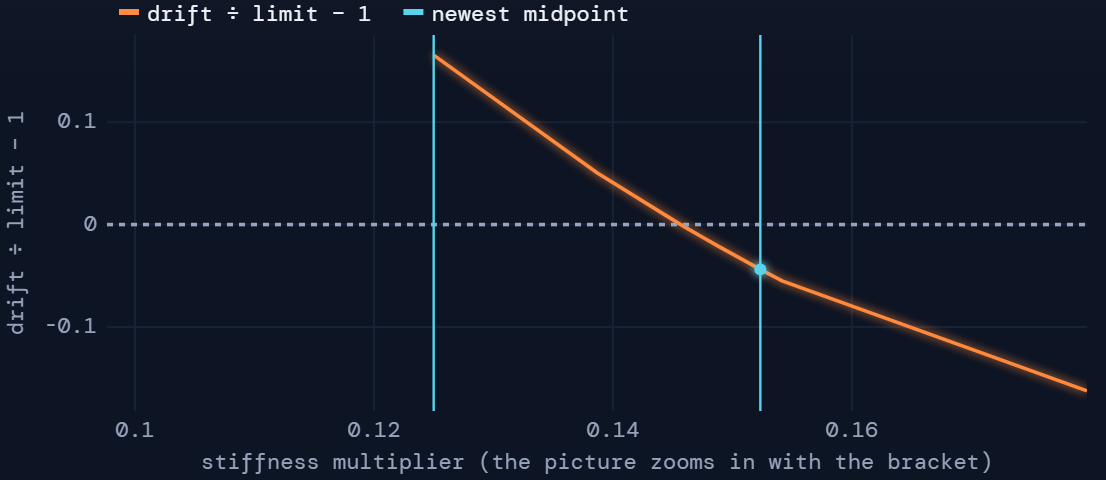 drift ÷ limit − 1 newest midpoint
drift ÷ limit − 1
0.1
0
-0.1
0.1 0.12 0.14 0.16
stiffness multiplier (the picture zooms in with the bracket)